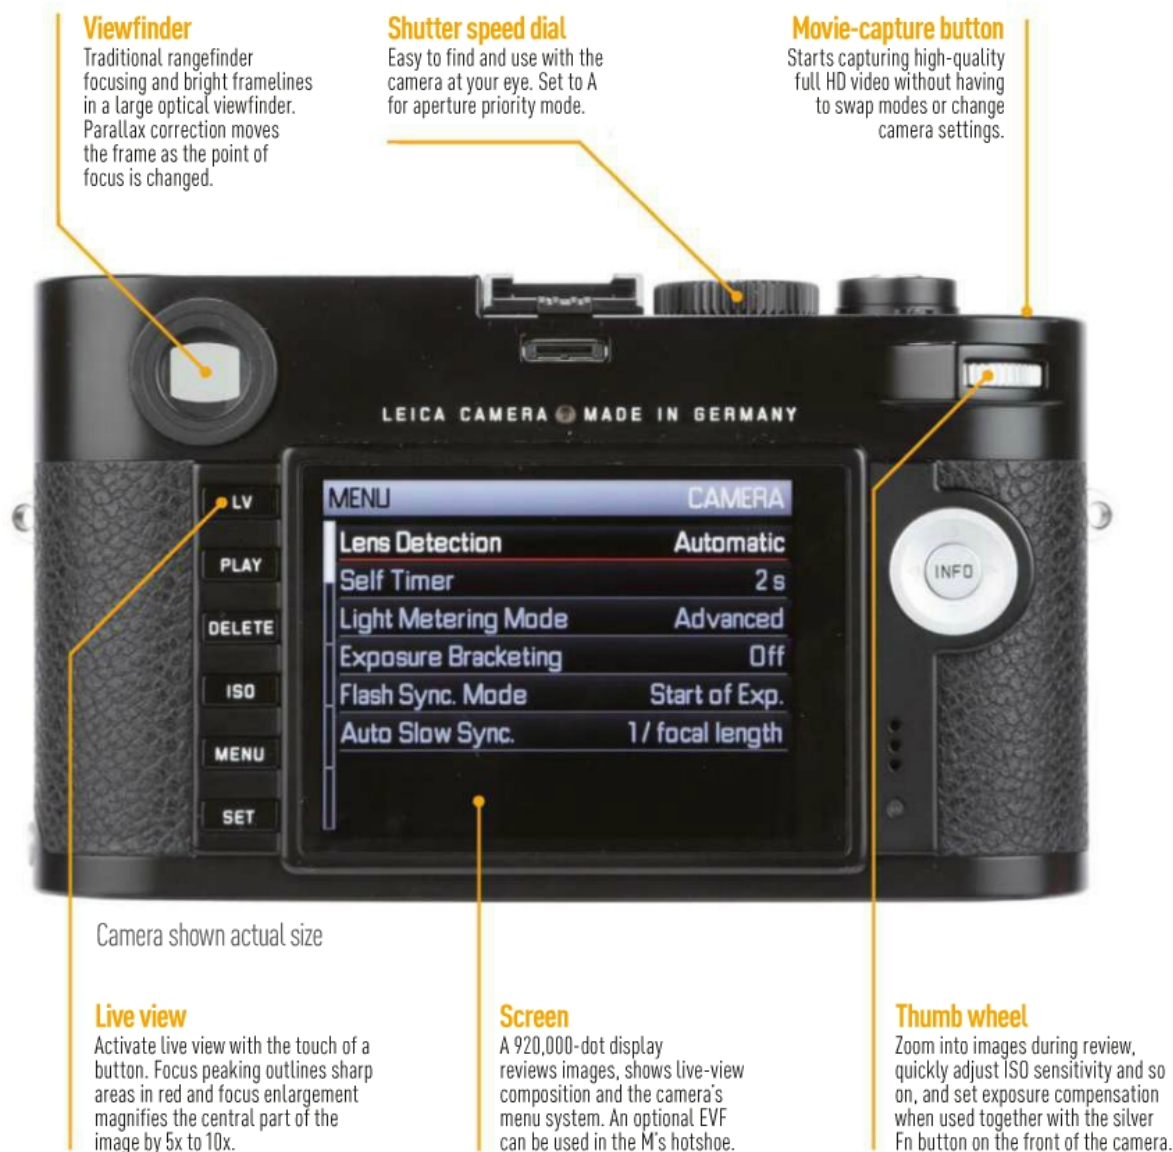 Viewfinder
Traditional rangefinder
focusing and bright framelines
in a large optical viewfinder.
Parallax correction moves
the frame as the point of
focus is changed.
Shutter speed dial
Easy to find and use with the
camera at your eye. Set to A
for aperture priority mode.
Movie-capture button
Starts capturing high-quality
full HD video without having
to swap modes or change
camera settings.
LEICA CAMERA MADE IN GERMANY
LV
PLAY
DELETE
ISO
MENU
SET
MENU CAMERA
Lens Detection Automatic
Self Timer 2 s
Light Metering Mode Advanced
Exposure Bracketing Off
Flash Sync. Mode Start of Exp.
Auto Slow Sync. 1/ focal length
INFO
Camera shown actual size
Live view
Activate live view with the touch of a
button. Focus peaking outlines sharp
areas in red and focus enlargement
magnifies the central part of the
image by 5x to 10x.
Screen
A 920,000-dot display
reviews images, shows live-view
composition and the camera's
menu system. An optional EVF
can be used in the M's hotshoe.
Thumb wheel
Zoom into images during review,
quickly adjust ISO sensitivity and so
on, and set exposure compensation
when used together with the silver
Fn button on the front of the camera.